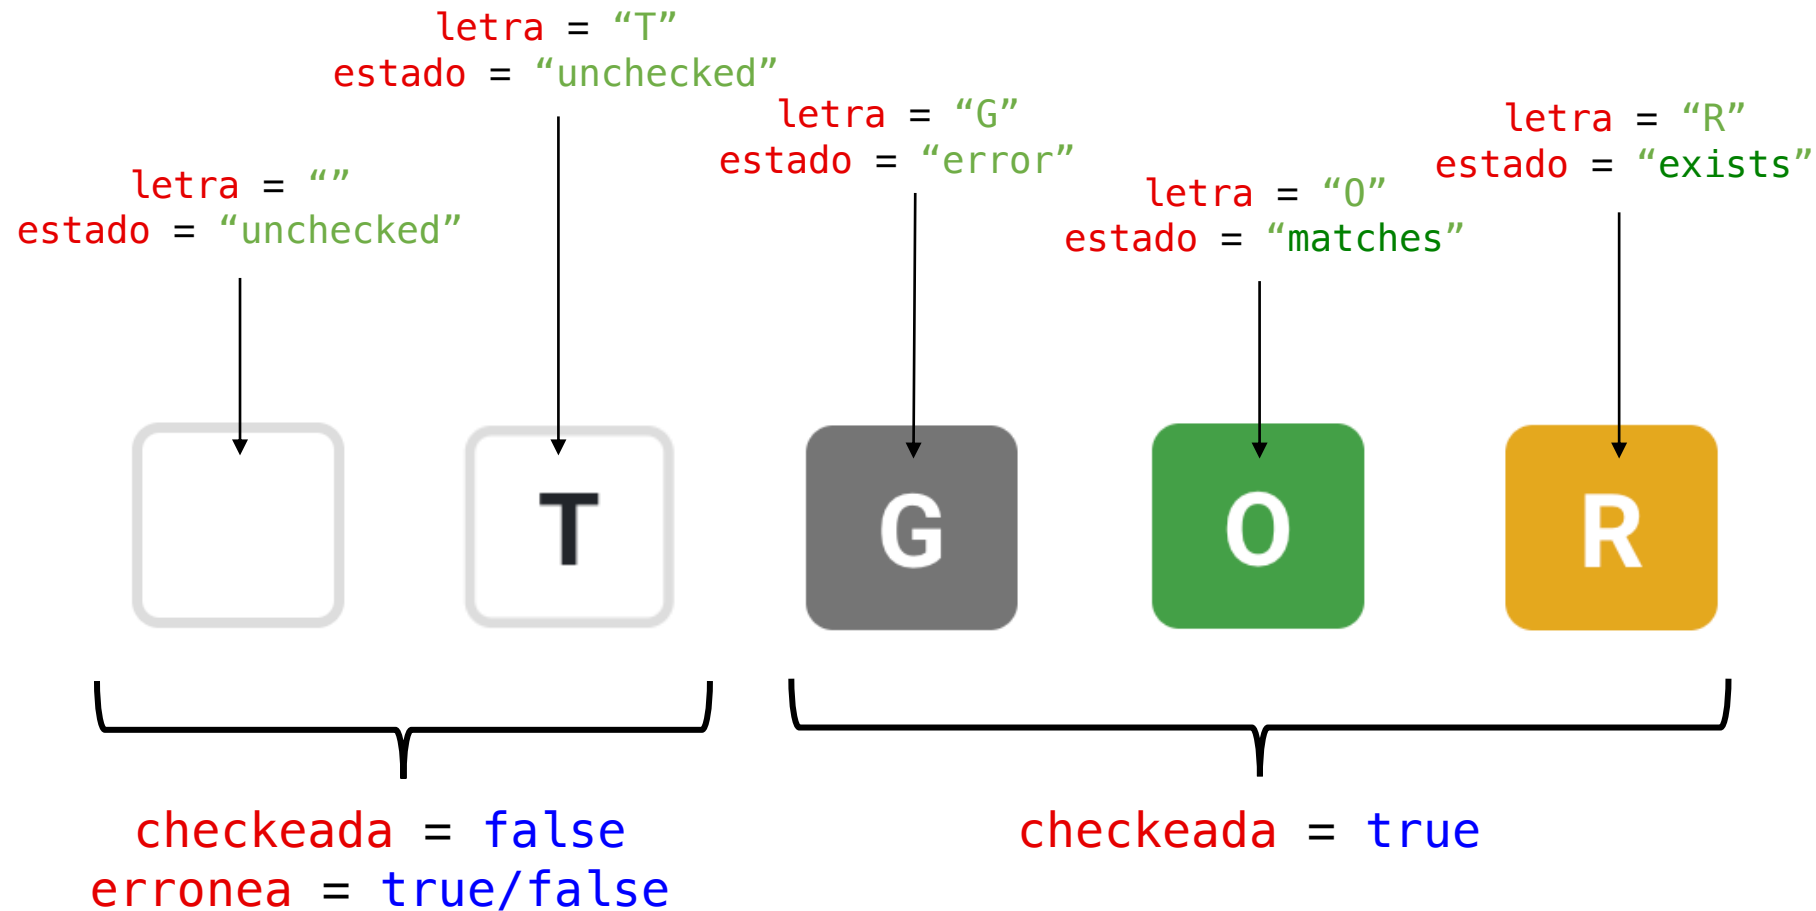 letra = “T”
estado = “unchecked”
letra = “G”
estado = “error”
letra = “R”
estado = “exists”
letra = “”
estado = “unchecked”
letra = “O”
estado = “matches”
T
G
O
R
checkeada = false
erronea = true/false
checkeada = true